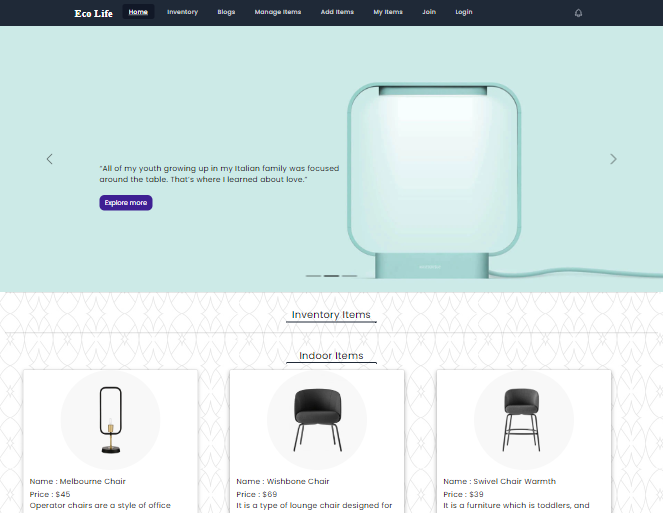 Eco Life Home Inventory Blogs Manage Items Add Items My Items Join Login
"All of my youth growing up in my Italian family was focused
around the table. That's where I learned about love."
Explore more
Inventory Items
Indoor Items
Name : Melbourne Chair
Price : $45
Operator chairs are a style of office
Name : Wishbone Chair
Price : $69
It is a type of lounge chair designed for
Name : Swivel Chair Warmth
Price : $39
It is a furniture which is toddlers, and